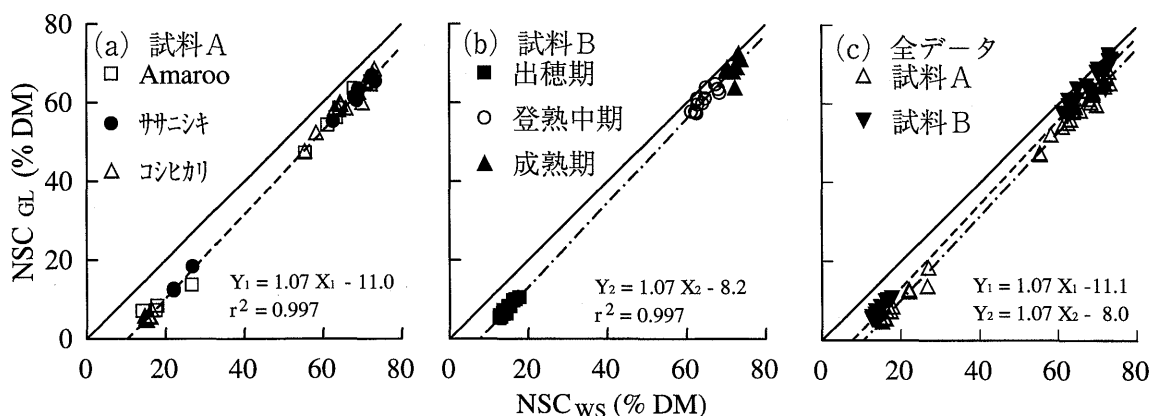 NSC GL (% DM)
80
60
40
20
0
(a) 試料A
□ Amaroo
● ササニシキ
△ コシヒカリ
Y1 = 1.07 X1 - 11.0
r2 = 0.997
0 20 40 60 80
(b) 試料B
■ 出穂期
○ 登熟中期
▲ 成熟期
Y2 = 1.07 X2 - 8.2
r2 = 0.997
0 20 40 60 80
(c) 全データ
△ 試料A
▼ 試料B
Y1 = 1.07 X1 -11.1
Y2 = 1.07 X2 - 8.0
0 20 40 60 80
NSC WS (% DM)